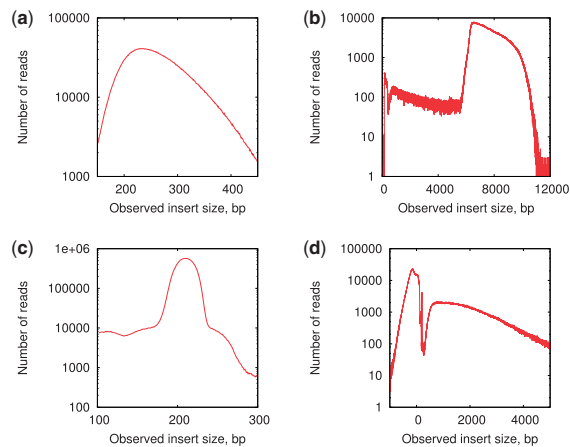 (a)
100000
10000
1000
Number of reads
200 300 400
Observed insert size, bp
(b)
10000
1000
100
10
1
Number of reads
0 4000 8000 12000
Observed insert size, bp
(c)
1e+06
100000
10000
1000
100
Number of reads
100 200 300
Observed insert size, bp
(d)
100000
10000
1000
100
10
1
Number of reads
0 2000 4000
Observed insert size, bp